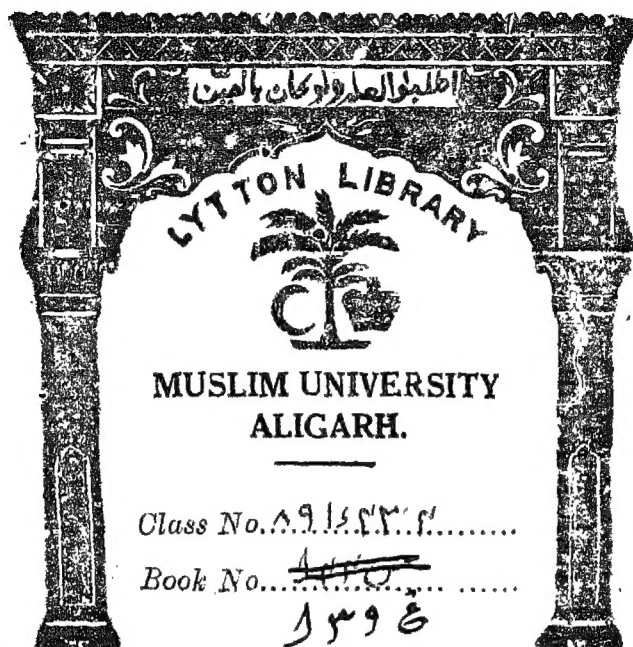 اطلبوا العلم ولو كان بالصين
LYTTON LIBRARY
MUSLIM UNIVERSITY
ALIGARH.
Class No.
Book No.